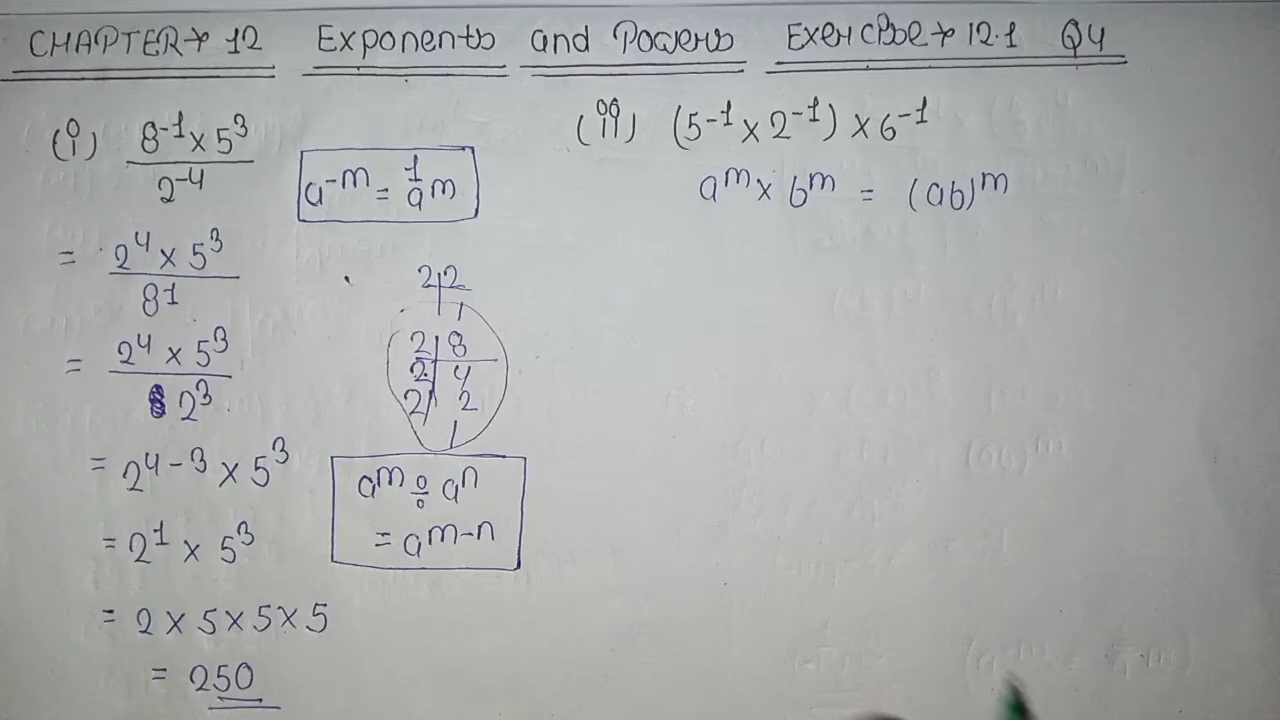 CHAPTER→ 12 Exponents and Powers Exercise→ 12.1 Q4
(i) 8^-1 × 5^3 / 2^-4
a^-m = 1/a^m
= 2^4 × 5^3 / 8^1
= 2^4 × 5^3 / 2^3
= 2^4-3 × 5^3
= 2^1 × 5^3
= 2 × 5 × 5 × 5
= 250
2 | 2
1
2 | 8
2 | 4
2 | 2
1
a^m ÷ a^n
= a^m-n
(ii) (5^-1 × 2^-1) × 6^-1
a^m × b^m = (ab)^m